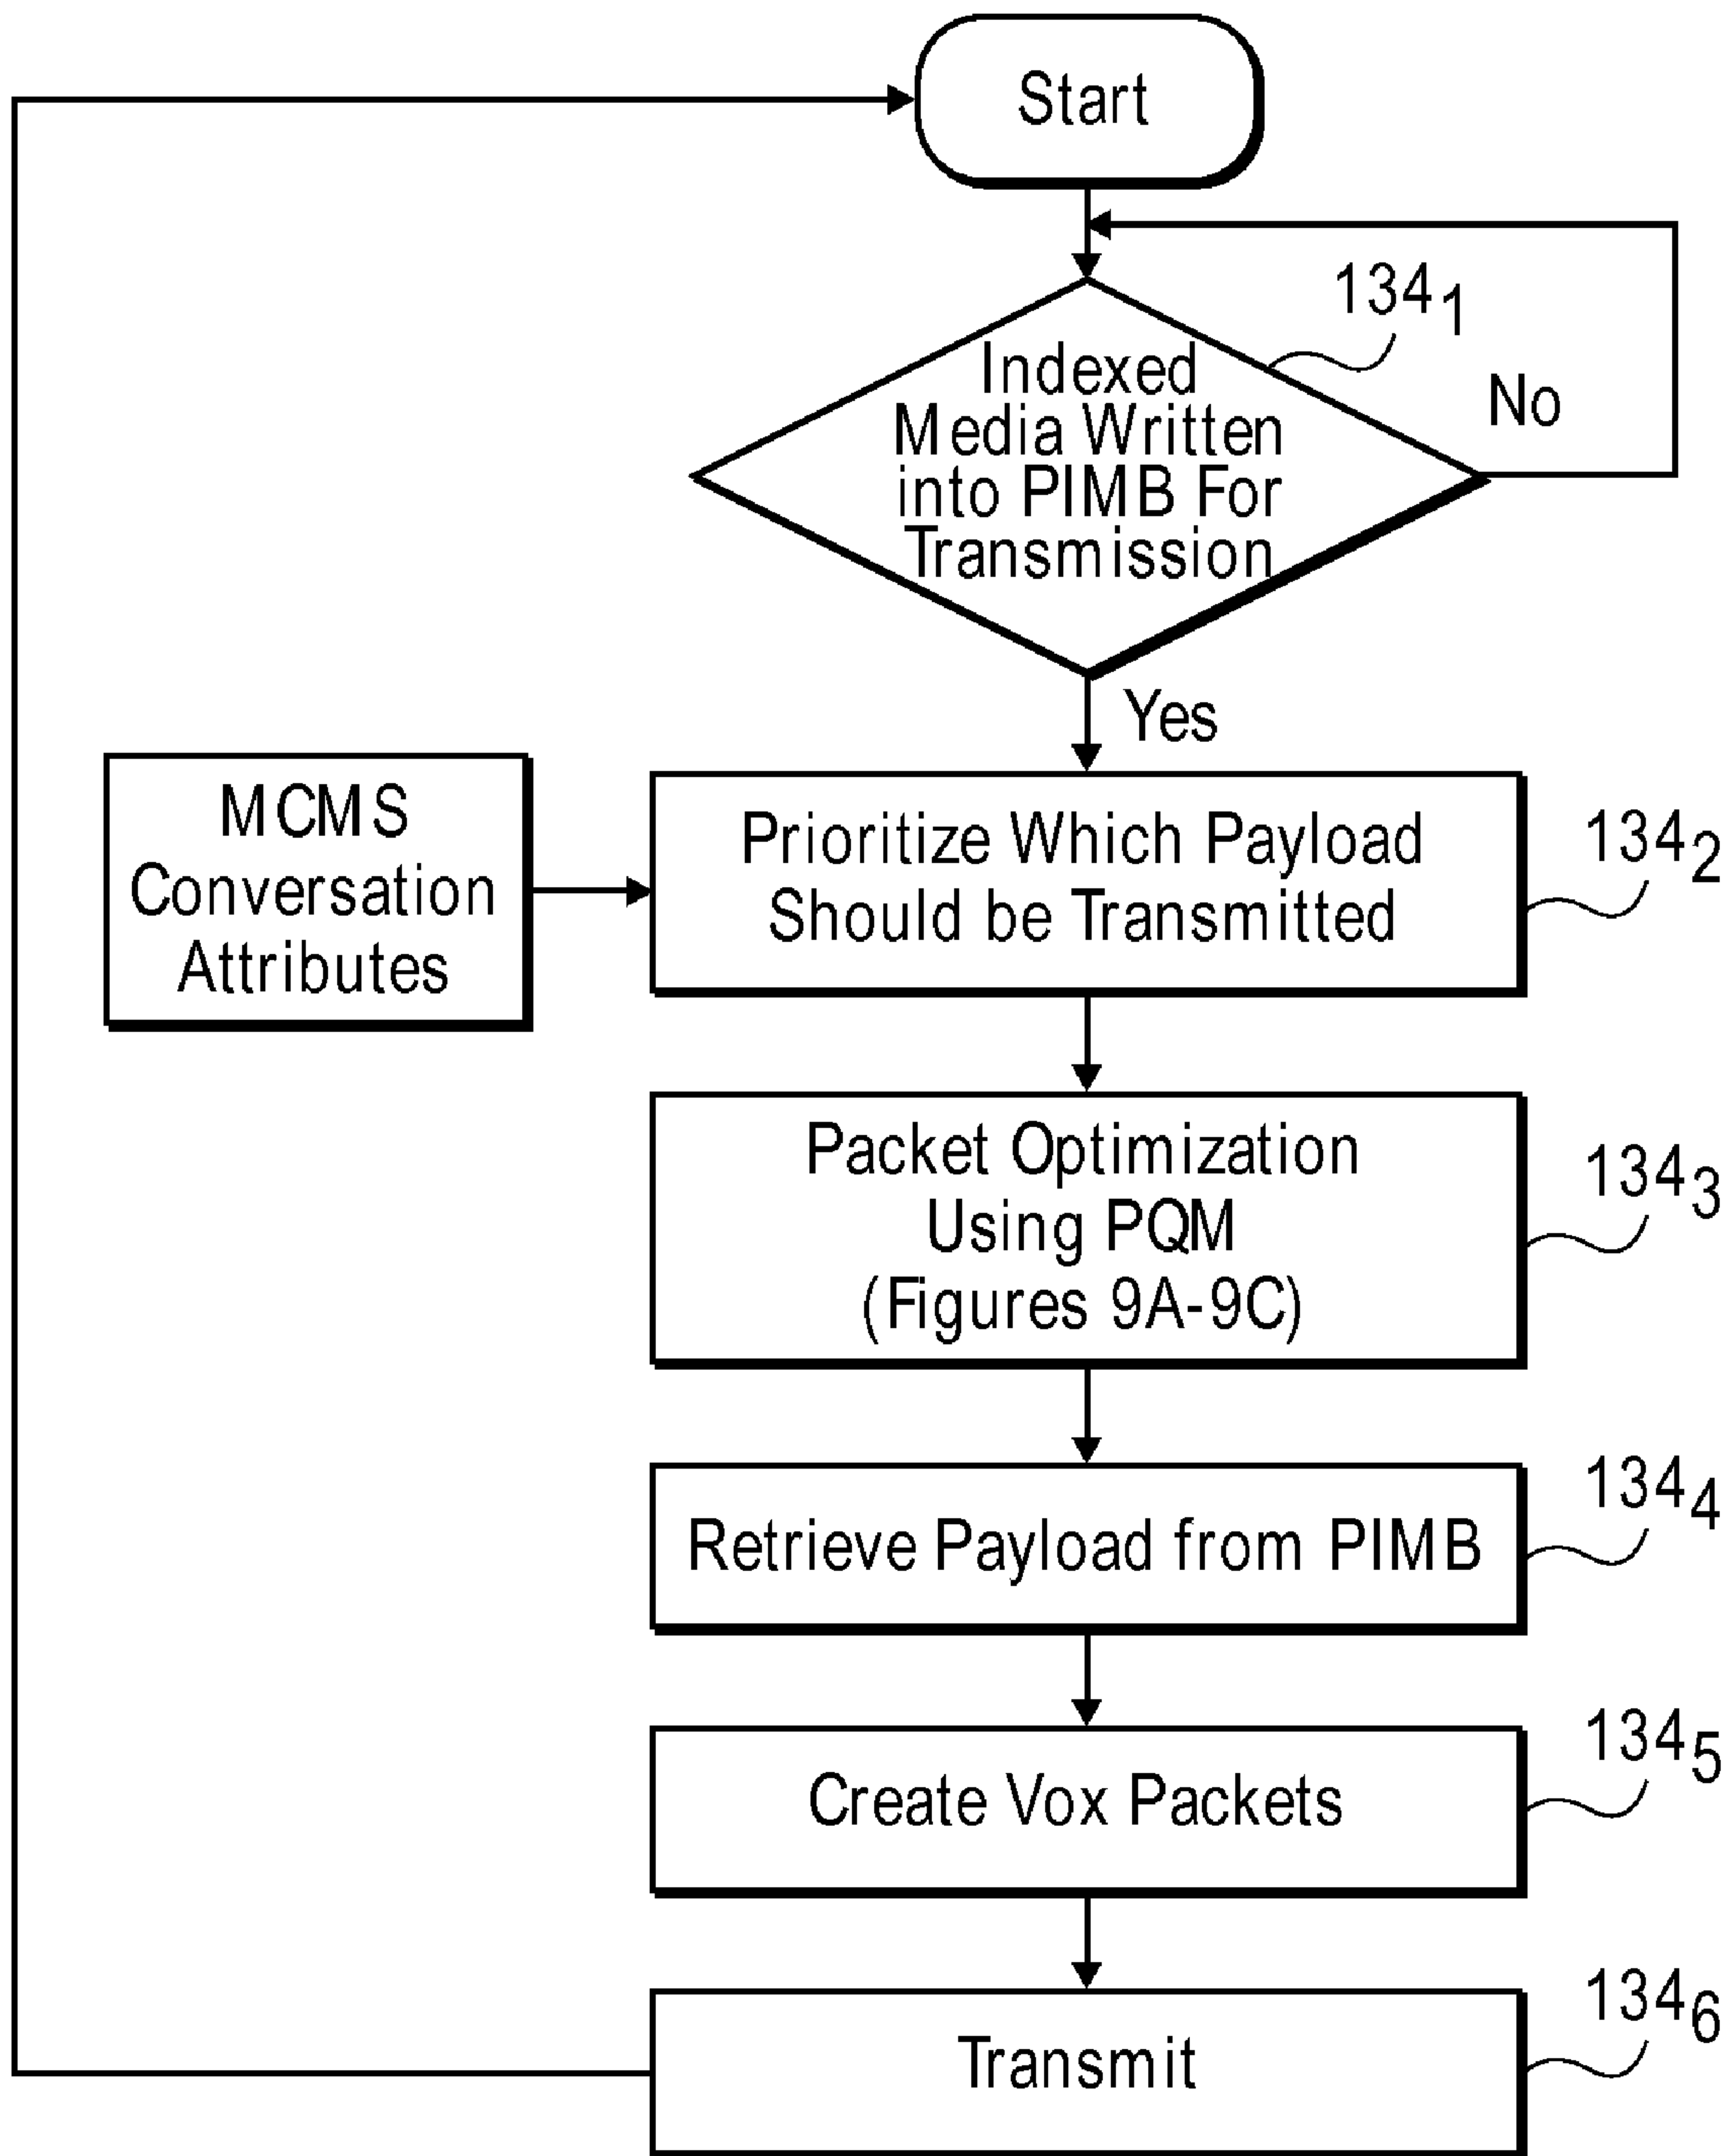 Start
134₁
Indexed
Media Written
into PIMB For
Transmission
No
Yes
MCMS
Conversation
Attributes
Prioritize Which Payload
Should be Transmitted
134₂
Packet Optimization
Using PQM
(Figures 9A-9C)
134₃
Retrieve Payload from PIMB
134₄
Create Vox Packets
134₅
Transmit
134₆